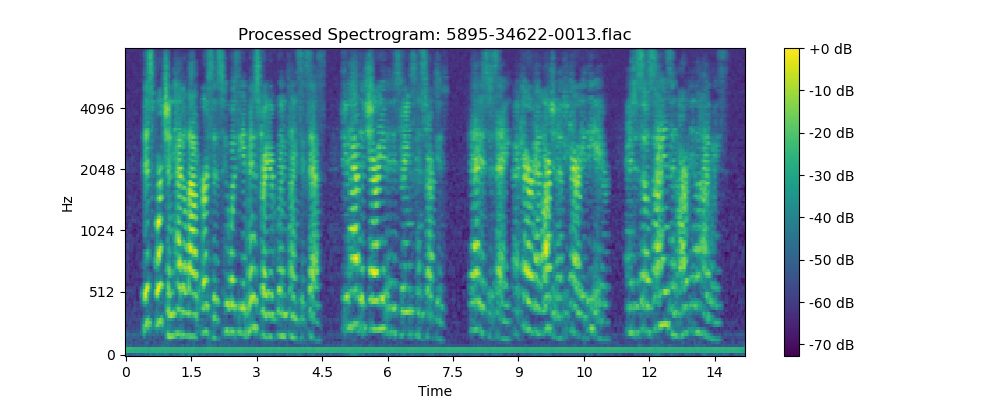 Processed Spectrogram: 5895-34622-0013.flac
Hz
4096
2048
1024
512
0
0 1.5 3 4.5 6 7.5 9 10 12 14
Time
+0 dB
-10 dB
-20 dB
-30 dB
-40 dB
-50 dB
-60 dB
-70 dB